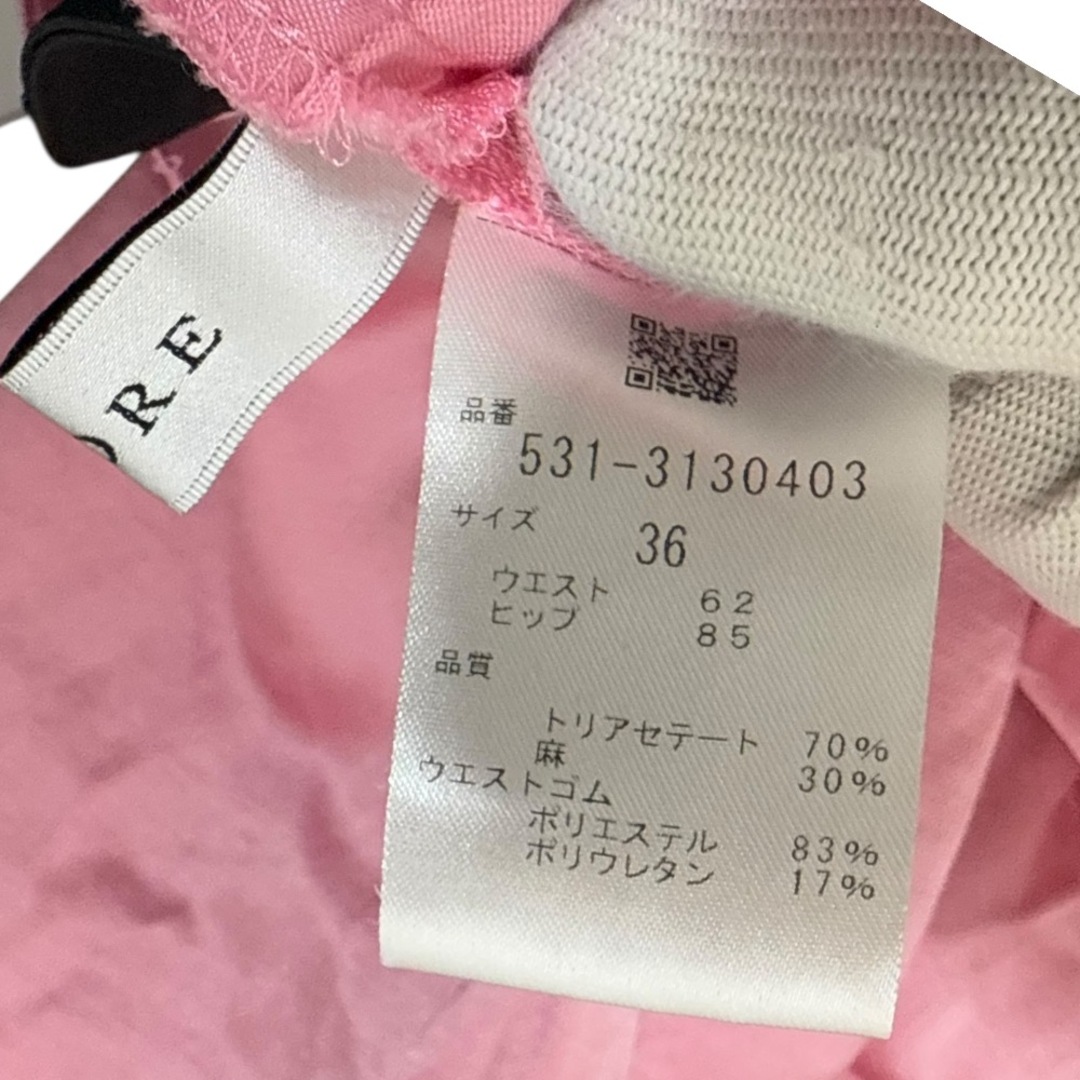 ORE
品番
531-3130403
サイズ 36
ウエスト 62
ヒップ 85
品質
トリアセテート 70%
麻 30%
ウエストゴム
ポリエステル 83%
ポリウレタン 17%